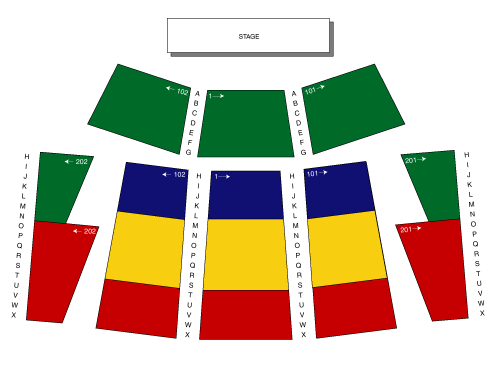 STAGE
← 102
1→
101→
A
B
C
D
E
F
G
A
B
C
D
E
F
G
H
I
J
K
L
M
N
O
P
Q
R
S
T
U
V
W
X
← 202
← 202
← 102
H
I
J
K
L
M
N
O
P
Q
R
S
T
U
V
W
X
1→
H
I
J
K
L
M
N
O
P
Q
R
S
T
U
V
W
X
101→
201→
201→
H
I
J
K
L
M
N
O
P
Q
R
S
T
U
V
W
X